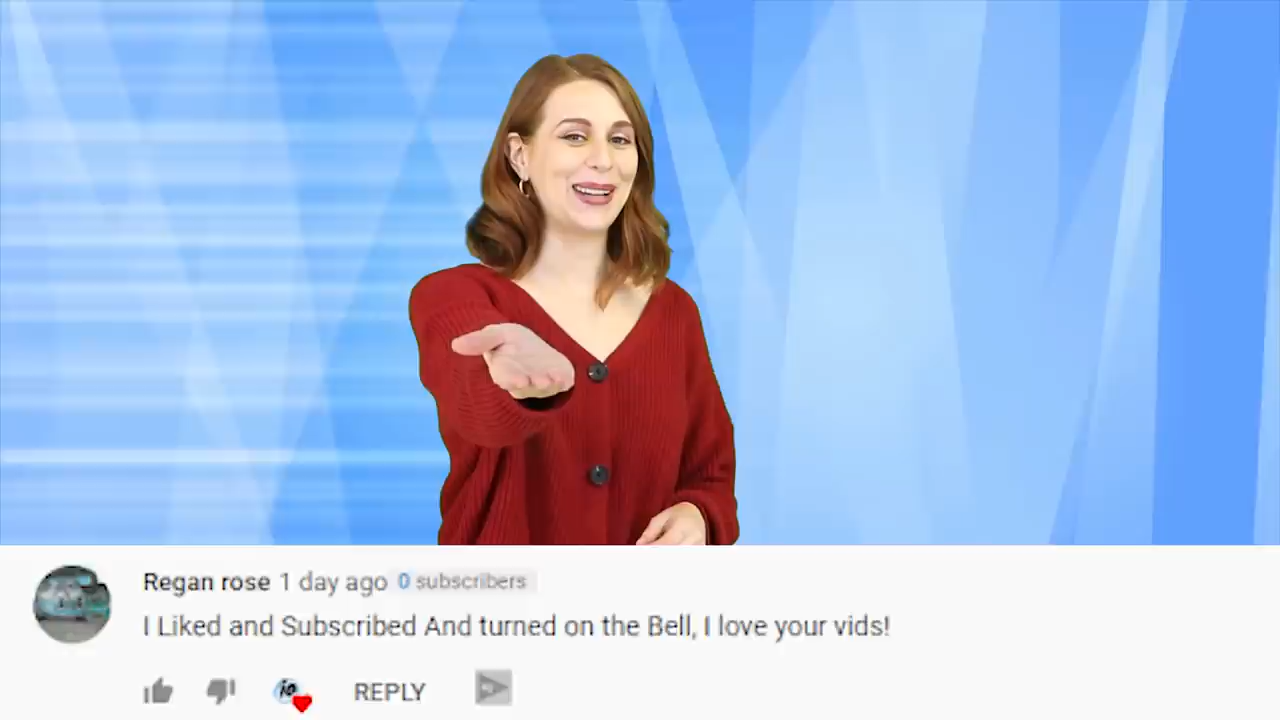 Regan rose 1 day ago 0 subscribers
I Liked and Subscribed And turned on the Bell, I love your vids!
io
REPLY